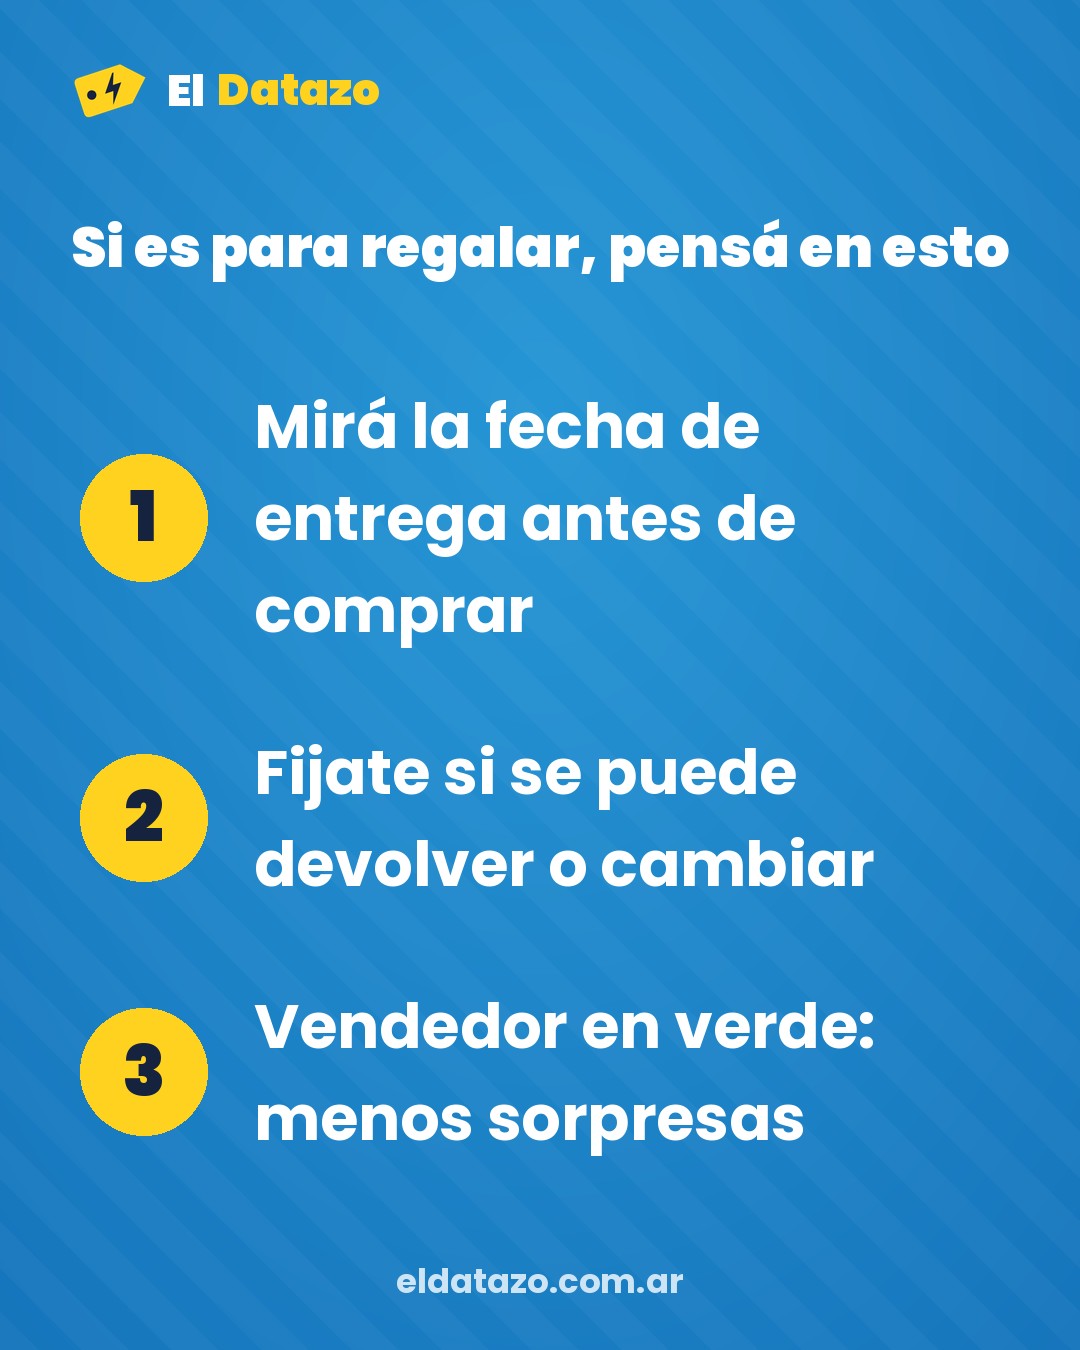 El Datazo
Si es para regalar, pensá en esto
1
Mirá la fecha de
entrega antes de
comprar
2
Fijate si se puede
devolver o cambiar
3
Vendedor en verde:
menos sorpresas
eldatazo.com.ar